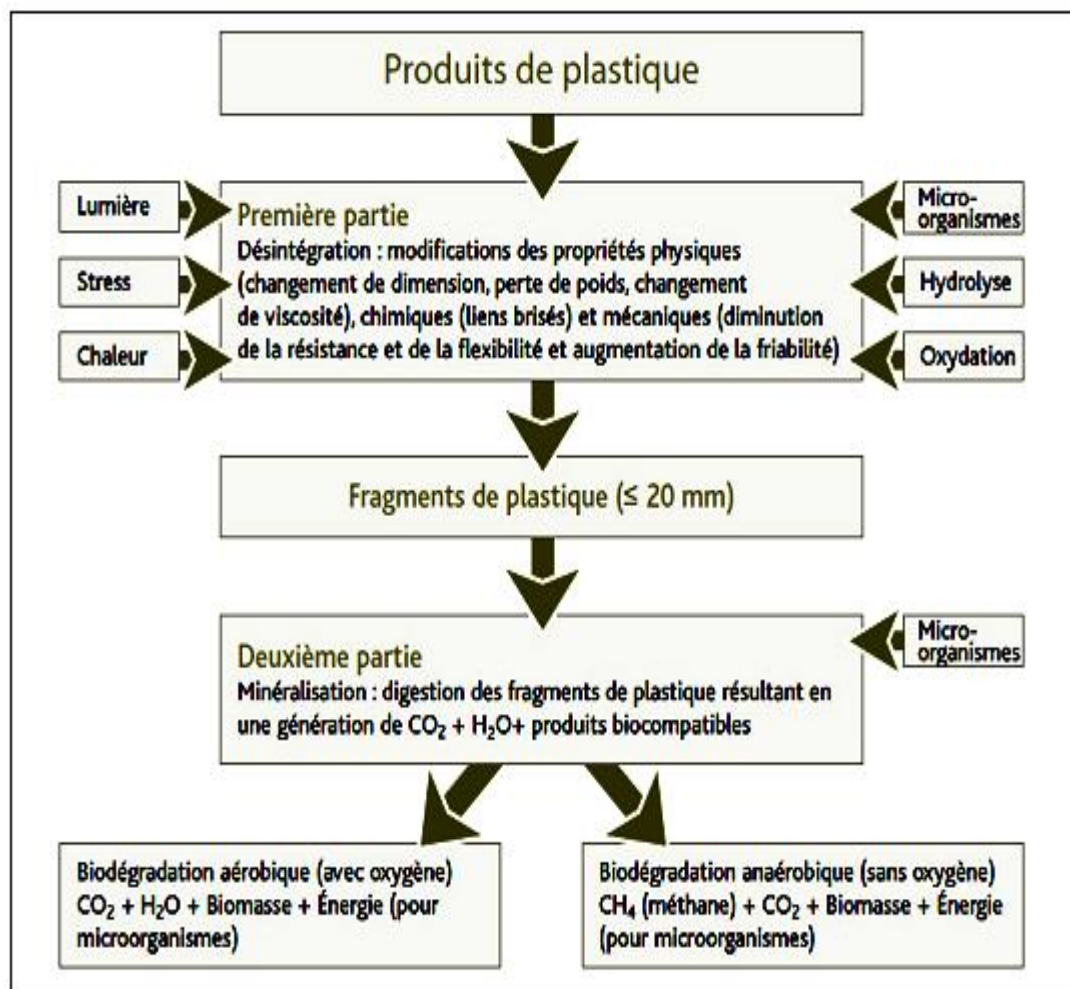 Produits de plastique
Lumière
Stress
Chaleur
Première partie
Désintégration : modifications des propriétés physiques
(changement de dimension, perte de poids, changement
de viscosité), chimiques (liens brisés) et mécaniques (diminution
de la résistance et de la flexibilité et augmentation de la friabilité)
Micro-
organismes
Hydrolyse
Oxydation
Fragments de plastique (≤ 20 mm)
Deuxième partie
Minéralisation : digestion des fragments de plastique résultant en
une génération de CO₂ + H₂O+ produits biocompatibles
Micro-
organismes
Biodégradation aérobique (avec oxygène)
CO₂ + H₂O + Biomasse + Énergie (pour
microorganismes)
Biodégradation anaérobique (sans oxygène)
CH₄ (méthane) + CO₂ + Biomasse + Énergie
(pour microorganismes)